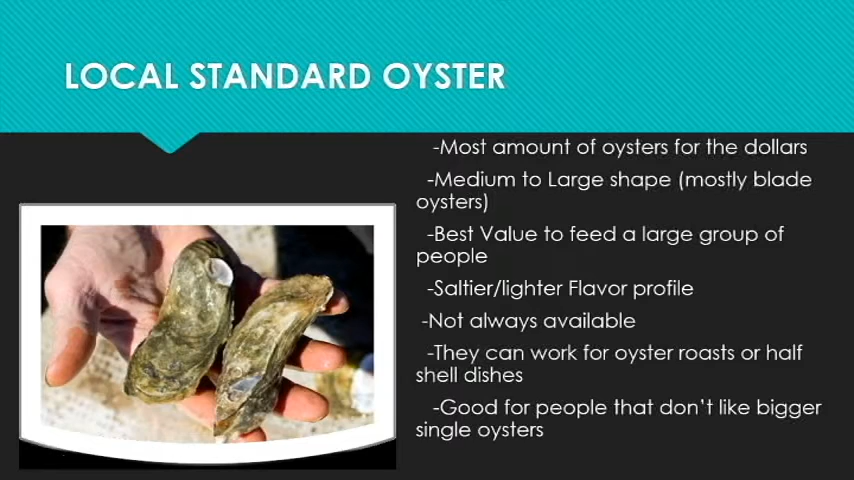 LOCAL STANDARD OYSTER
-Most amount of oysters for the dollars
-Medium to Large shape (mostly blade
oysters)
-Best Value to feed a large group of
people
-Saltier/lighter Flavor profile
-Not always available
-They can work for oyster roasts or half
shell dishes
-Good for people that don't like bigger
single oysters